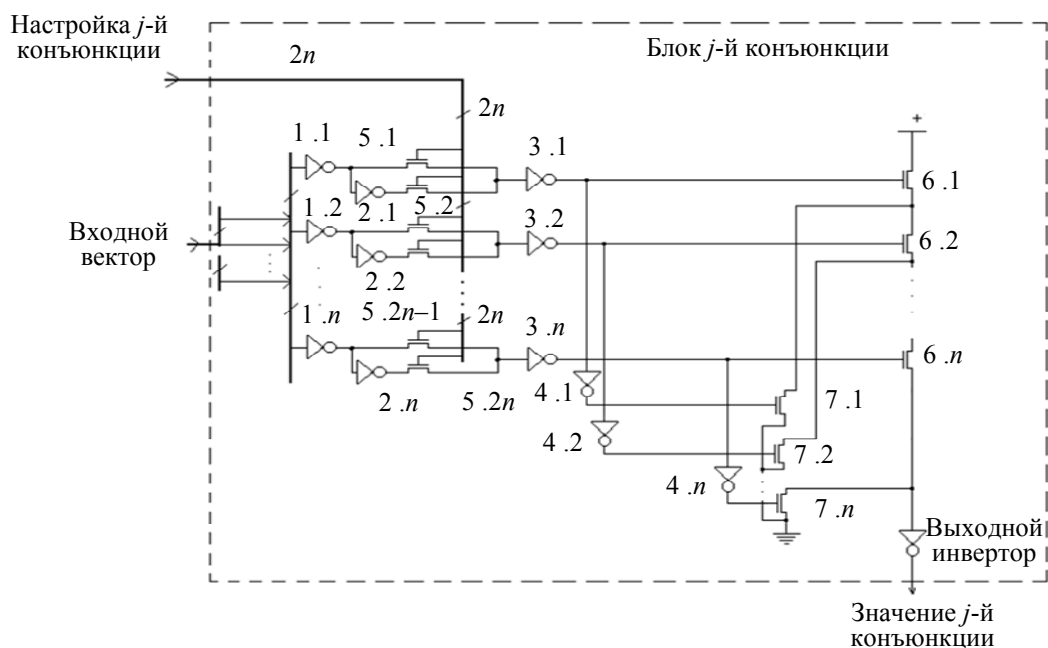 Настройка j-й
конъюнкции
2n
Блок j-й конъюнкции
2n
+
1 .1
5 .1
3 .1
6 .1
1 .2
2 .1
5 .2
3 .2
6 .2
Входной
вектор
2 .2
1 .n
5 .2n–1
2n
3 .n
6 .n
2 .n
5 .2n
4 .1
7 .1
4 .2
7 .2
4 .n
7 .n
Выходной
инвертор
Значение j-й
конъюнкции